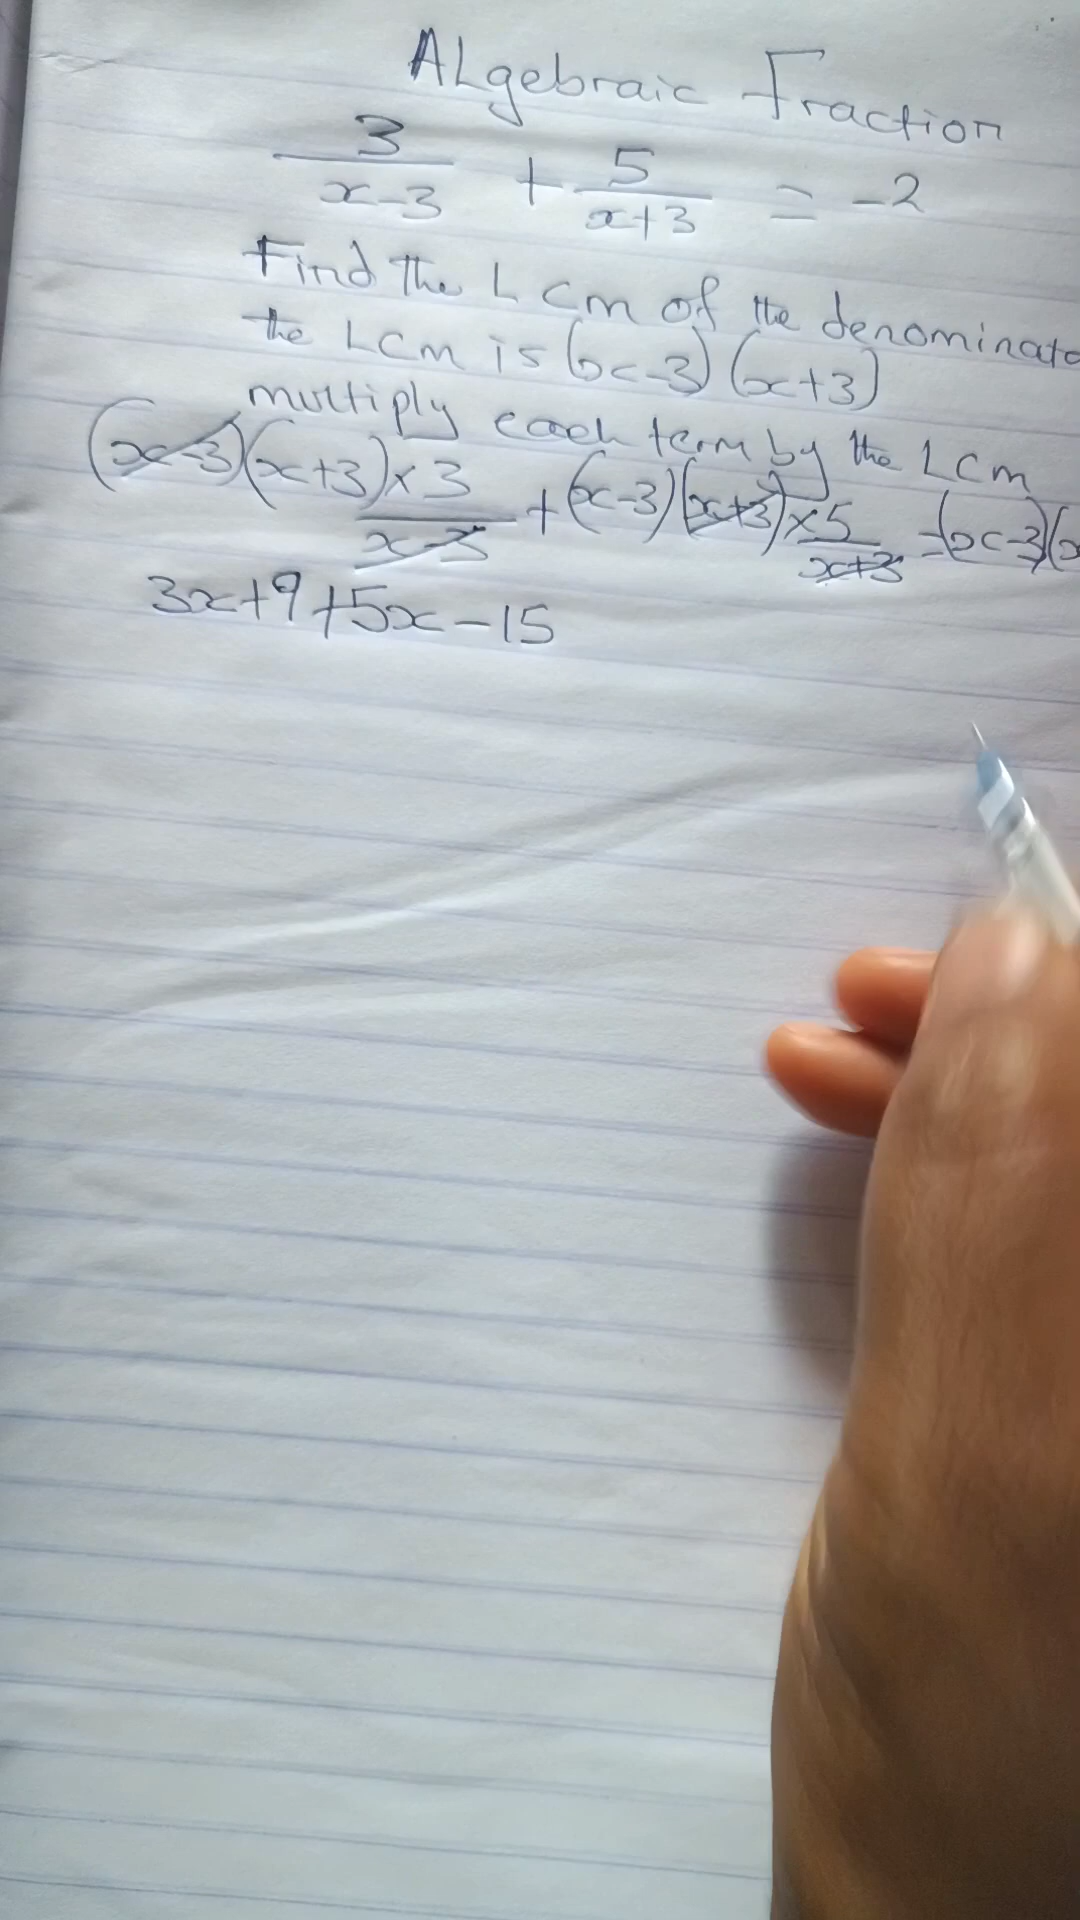 ALgebraic Fraction
3/(x-3) + 5/(x+3) = -2
Find the LCM of the denominato
the LCM is (x-3)(x+3)
multiply each term by the LCM
(x-3)(x+3)×3/(x-3) + (x-3)(x+3)×5/(x+3) = (x-3)(x
3x+9+5x-15